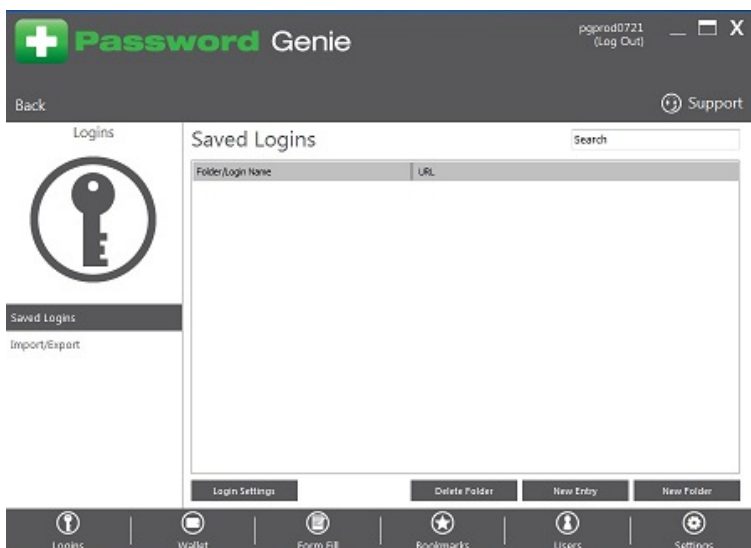 Password Genie
pgprod0721
(Log Out)
X
Back
Support
Logins
Saved Logins
Search
Folder/Login Name
URL
Saved Logins
Import/Export
Login Settings
Delete Folder
New Entry
New Folder
Logins
Wallet
Form Fill
Bookmarks
Users
Settings